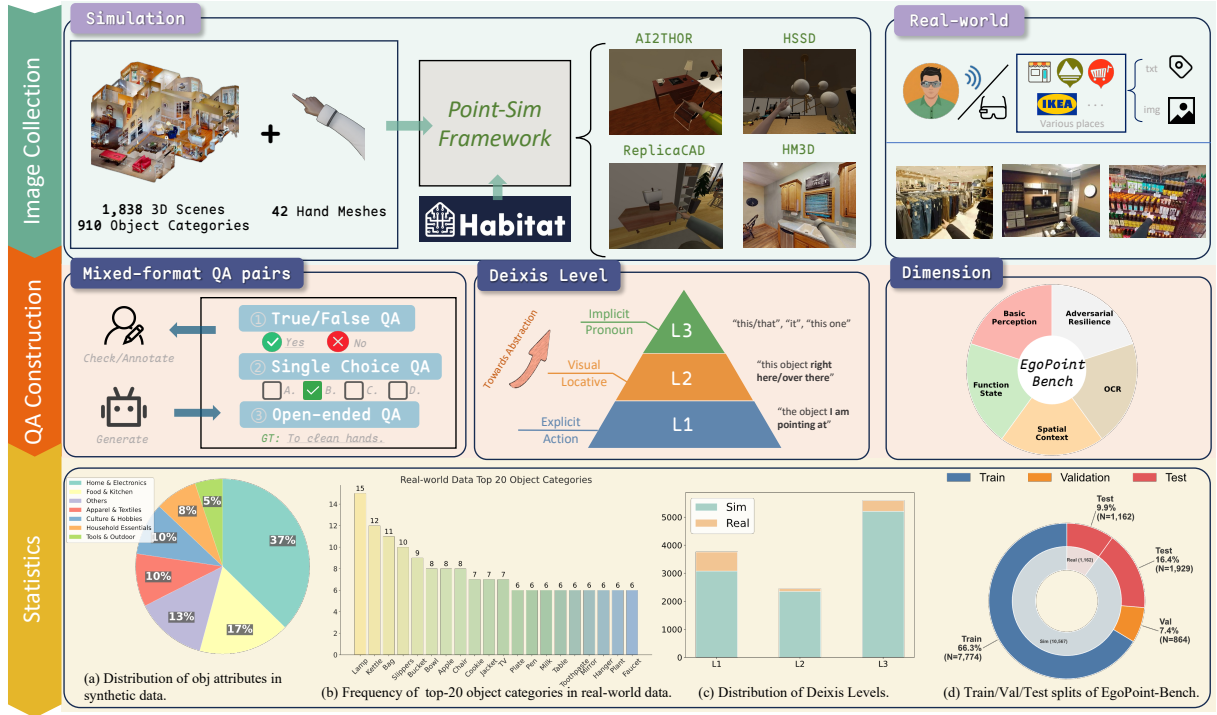 Image Collection
Simulation
1,838 3D Scenes
910 Object Categories
+
42 Hand Meshes
Point-Sim
Framework
Habitat
AI2THOR
HSSD
ReplicaCAD
HM3D
Real-world
IKEA
...
Various places
txt
img
QA Construction
Mixed-format QA pairs
Check/Annotate
Generate
① True/False QA
Yes
No
② Single Choice QA
A.
B.
C.
D.
③ Open-ended QA
GT: To clean hands.
Deixis Level
Towards Abstraction
Implicit
Pronoun
Visual
Locative
Explicit
Action
L3
L2
L1
“this/that”, “it”, “this one”
“this object right
here/over there”
“the object I am
pointing at”
Dimension
Basic
Perception
Adversarial
Resilience
Function
State
OCR
Spatial
Context
EgoPoint
Bench
Statistics
Home & Electronics
Food & Kitchen
Others
Apparel & Textiles
Culture & Hobbies
Household Essentials
Tools & Outdoor
5%
8%
10%
10%
13%
17%
37%
(a) Distribution of obj attributes in
synthetic data.
Real-world Data Top 20 Object Categories
14
12
10
8
6
4
2
0
15
12
11
10
9
8
8
8
7
7
7
6
6
6
6
6
6
6
6
6
Lamp
Kettle
Bag
Slippers
Bucket
Bowl
Apple
Chair
Cookie
Jacket
TV
Plate
Pen
Milk
Table
Toothpaste
Mirror
Hanger
Plant
Faucet
(b) Frequency of top-20 object categories in real-world data.
Sim
Real
5000
4000
3000
2000
1000
0
L1
L2
L3
(c) Distribution of Deixis Levels.
Train
Validation
Test
Test
9.9%
(N=1,162)
Test
16.4%
(N=1,929)
Val
7.4%
(N=864)
Train
66.3%
(N=7,774)
Real (1,162)
Sim (10,567)
(d) Train/Val/Test splits of EgoPoint-Bench.